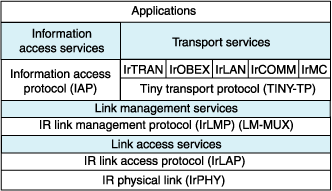 Applications
Information
access services
Transport services
Information access
protocol (IAP)
IrTRAN IrOBEX IrLAN IrCOMM IrMC
Tiny transport protocol (TINY-TP)
Link management services
IR link management protocol (IrLMP) (LM-MUX)
Link access services
IR link access protocol (IrLAP)
IR physical link (IrPHY)